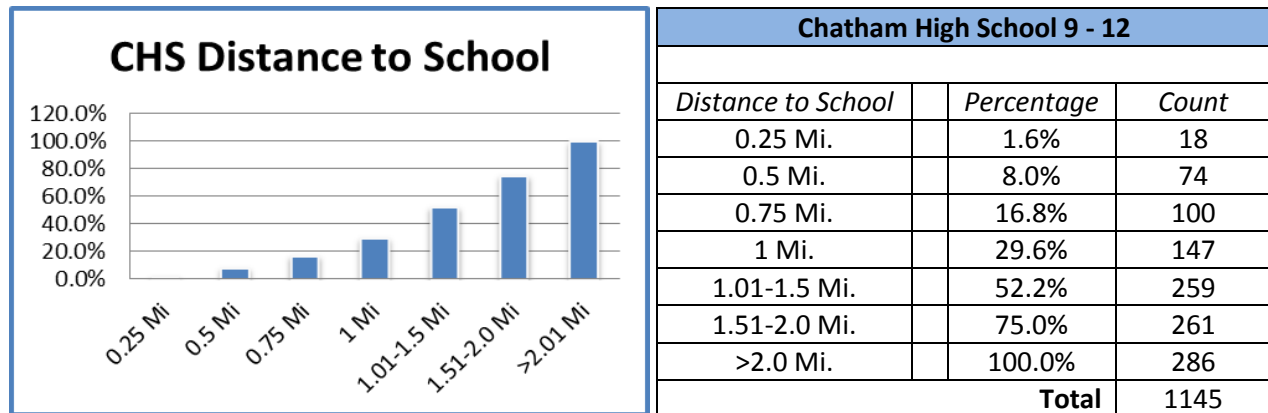 CHS Distance to School
120.0%
100.0%
80.0%
60.0%
40.0%
20.0%
0.0%
0.25 Mi
0.5 Mi
0.75 Mi
1 Mi
1.01-1.5 Mi
1.51-2.0 Mi
>2.01 Mi
Chatham High School 9 - 12
Distance to School Percentage Count
0.25 Mi. 1.6% 18
0.5 Mi. 8.0% 74
0.75 Mi. 16.8% 100
1 Mi. 29.6% 147
1.01-1.5 Mi. 52.2% 259
1.51-2.0 Mi. 75.0% 261
>2.0 Mi. 100.0% 286
Total 1145